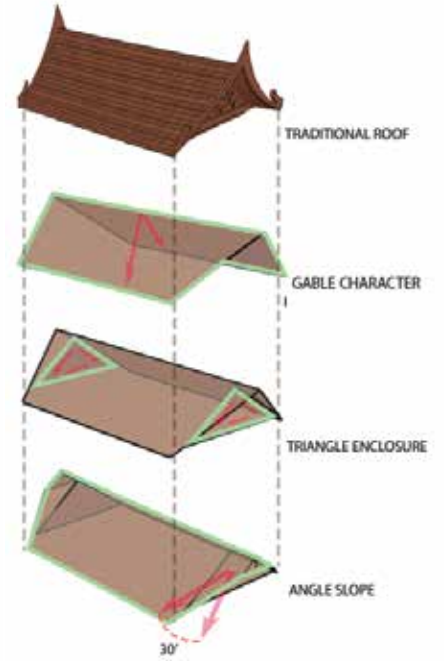 TRADITIONAL ROOF
GABLE CHARACTER
TRIANGLE ENCLOSURE
ANGLE SLOPE
30'